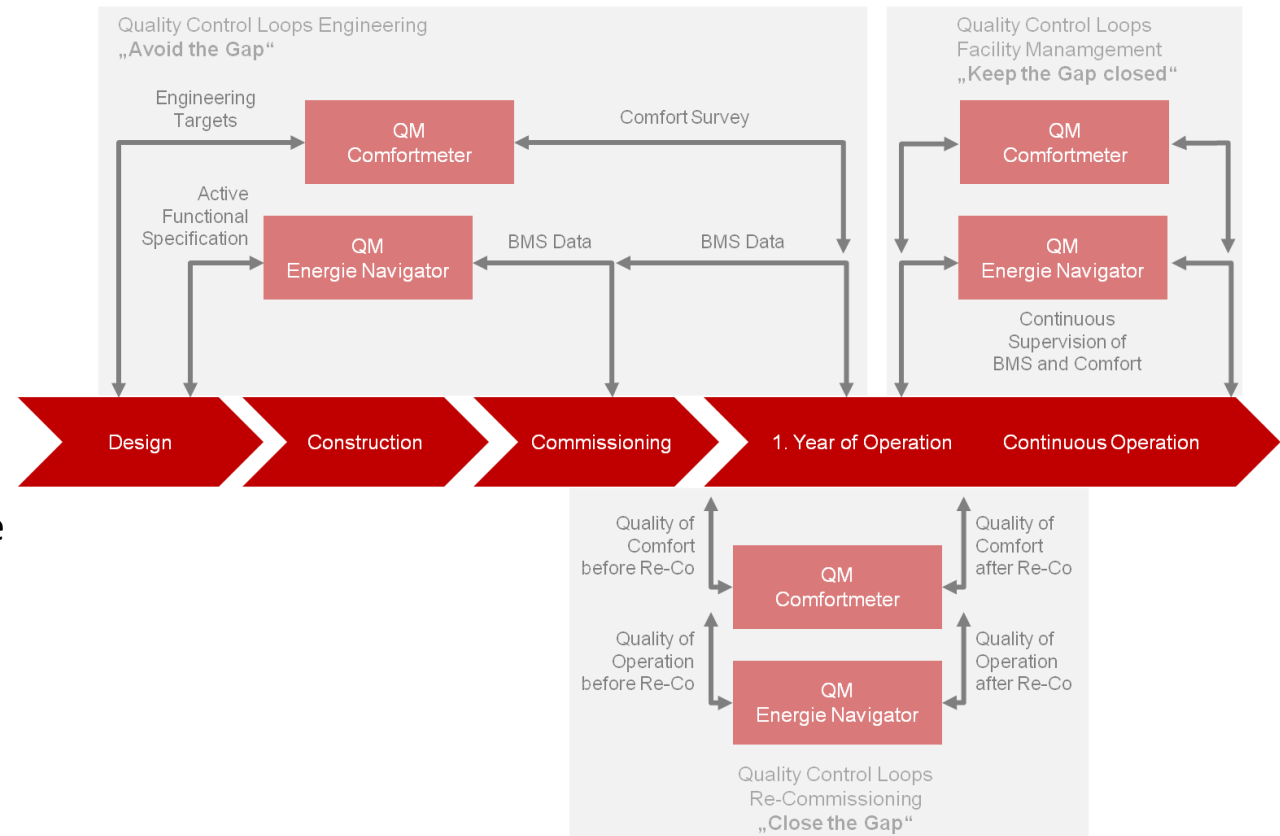 Quality Control Loops Engineering
„Avoid the Gap“
Quality Control Loops
Facility Manamgement
„Keep the Gap closed“
Engineering
Targets
QM
Comfortmeter
Comfort Survey
QM
Comfortmeter
Active
Functional
Specification
QM
Energie Navigator
BMS Data
BMS Data
QM
Energie Navigator
Continuous
Supervision of
BMS and Comfort
Design
Construction
Commissioning
1. Year of Operation
Continuous Operation
e
Quality of
Comfort
before Re-Co
QM
Comfortmeter
Quality of
Comfort
after Re-Co
Quality of
Operation
before Re-Co
QM
Energie Navigator
Quality of
Operation
after Re-Co
Quality Control Loops
Re-Commissioning
„Close the Gap“